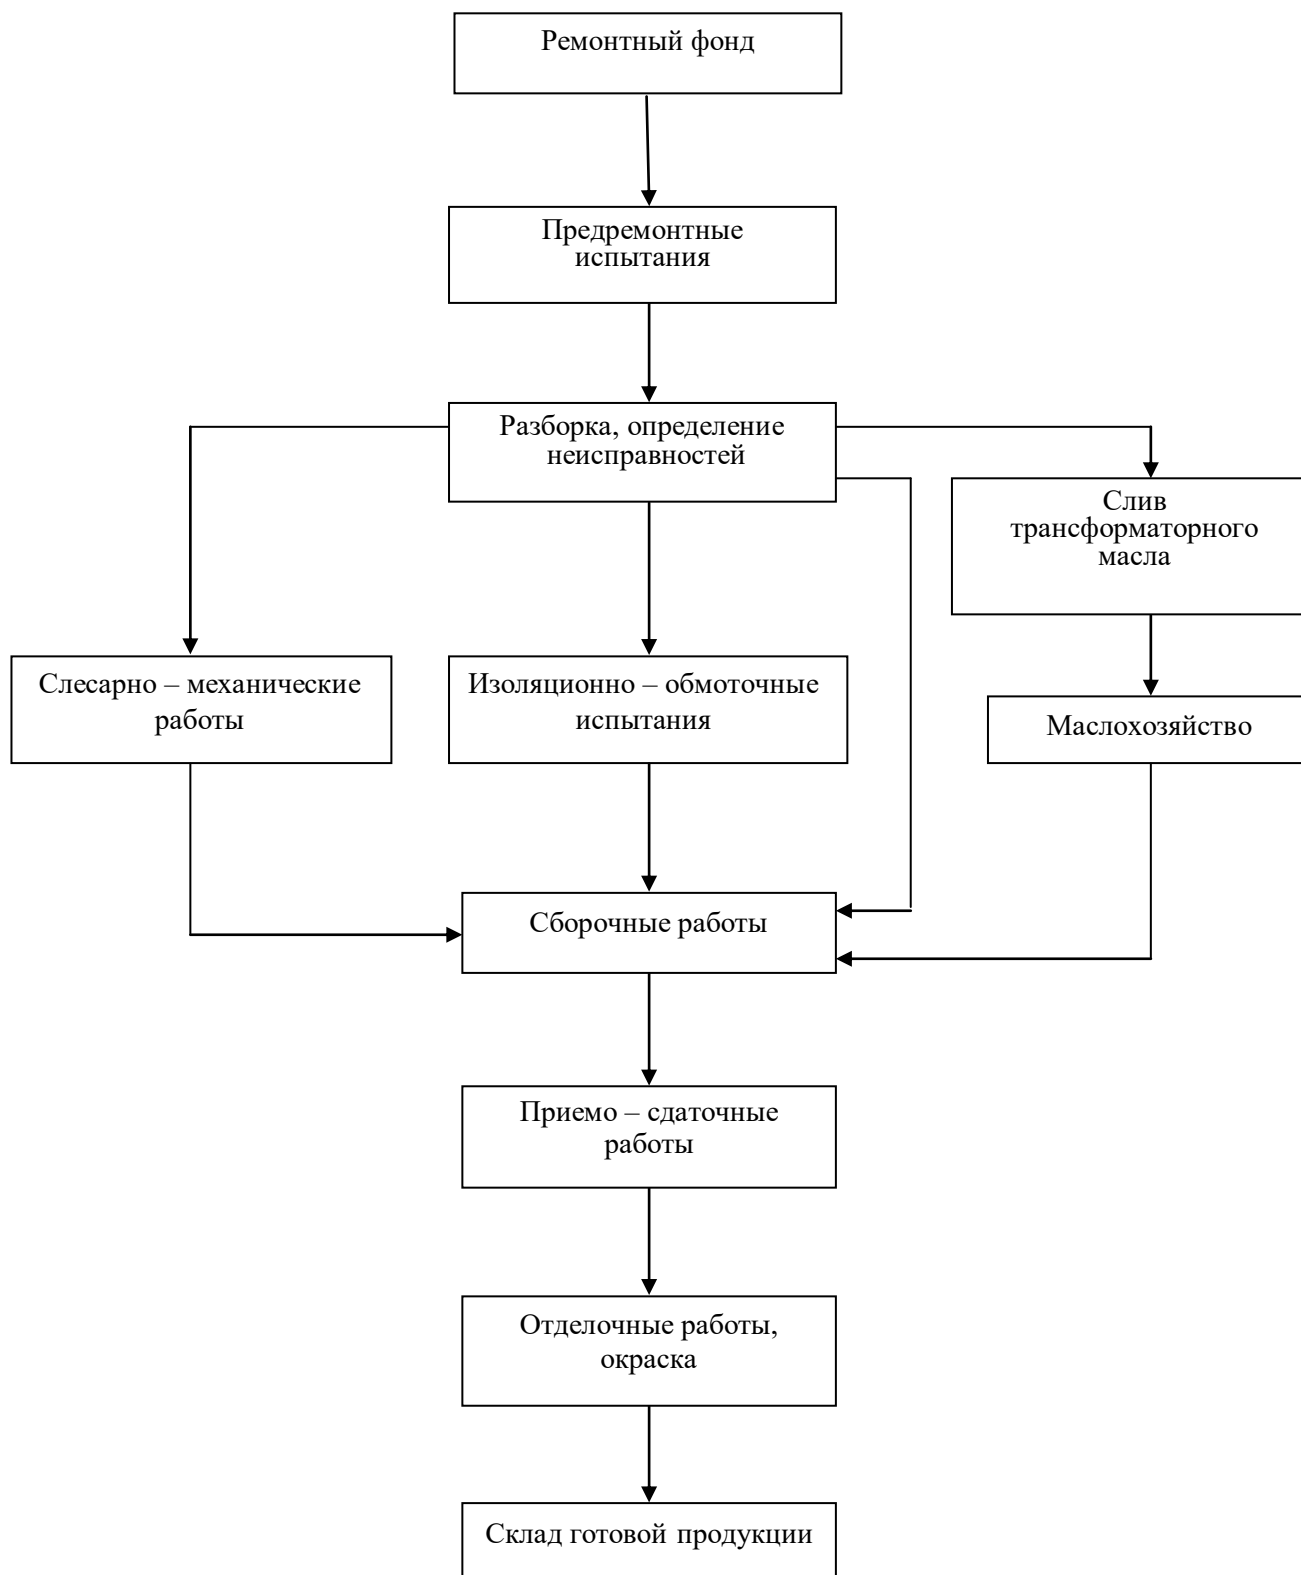 Ремонтный фонд
Предремонтные
испытания
Разборка, определение
неисправностей
Слив
трансформаторного
масла
Слесарно – механические
работы
Изоляционно – обмоточные
испытания
Маслохозяйство
Сборочные работы
Приемо – сдаточные
работы
Отделочные работы,
окраска
Склад готовой продукции